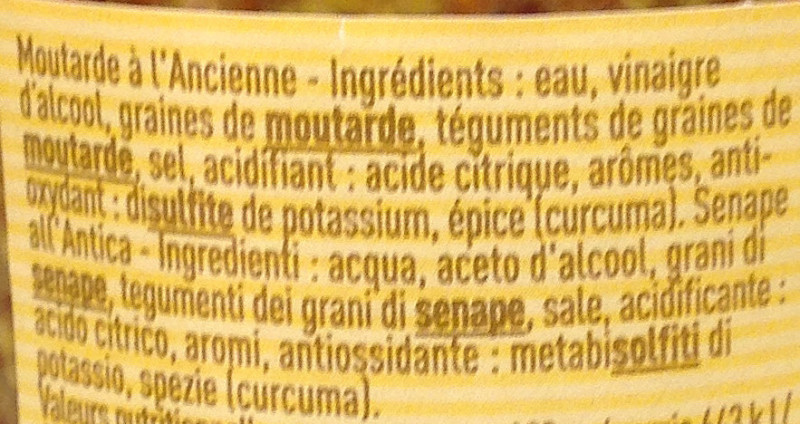 Moutarde à l'Ancienne - Ingrédients : eau, vinaigre
d'alcool, graines de moutarde, téguments de graines de
moutarde, sel, acidifiant : acide citrique, arômes, anti-
oxydant : disulfite de potassium, épice (curcuma). Senape
all'Antica - Ingredienti : acqua, aceto d'alcool, grani di
senape, tegumenti dei grani di senape, sale, acidificante :
acido citrico, aromi, antiossidante : metabisolfiti di
potassio, spezie (curcuma).
Valeurs